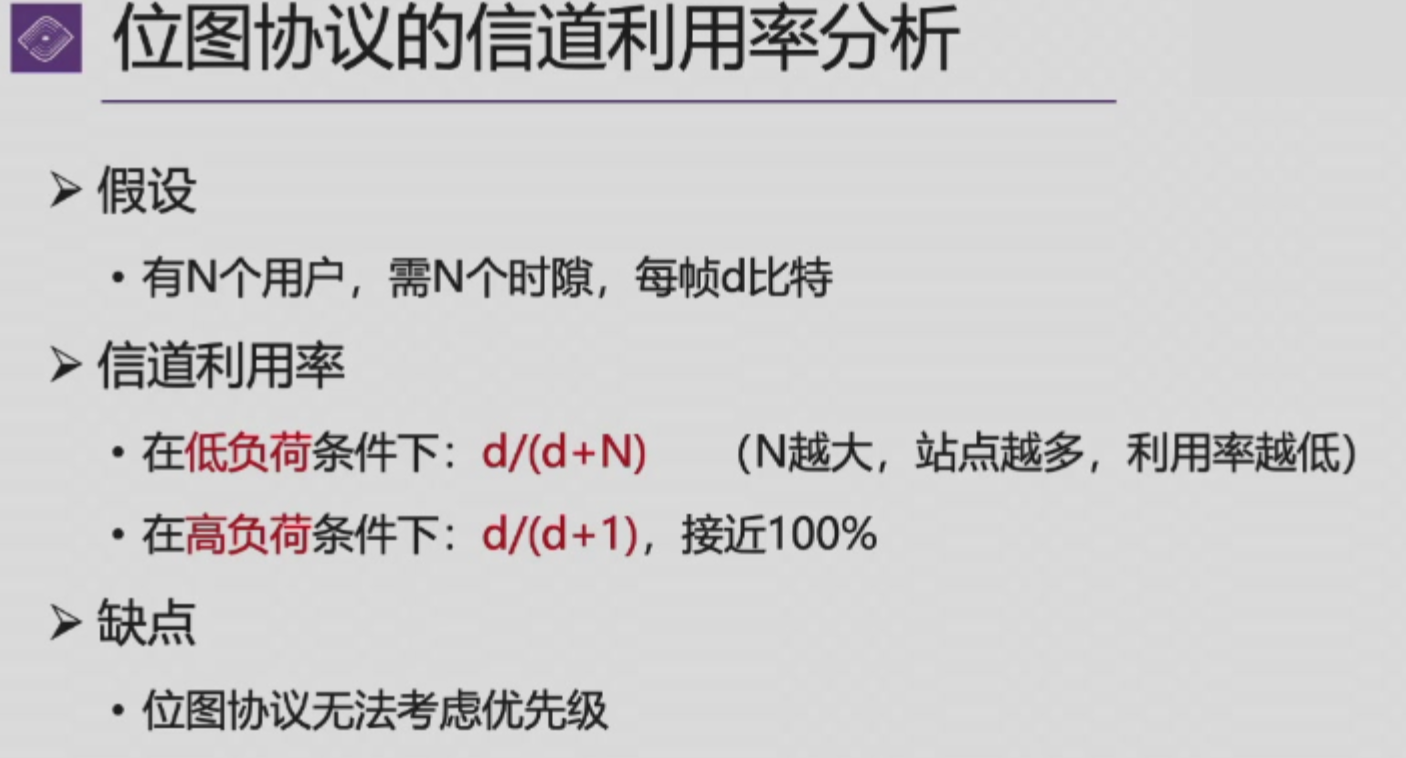 位图协议的信道利用率分析
➢ 假设
• 有N个用户，需N个时隙，每帧d比特
➢ 信道利用率
• 在低负荷条件下：d/(d+N) （N越大，站点越多，利用率越低）
• 在高负荷条件下：d/(d+1)，接近100%
➢ 缺点
• 位图协议无法考虑优先级